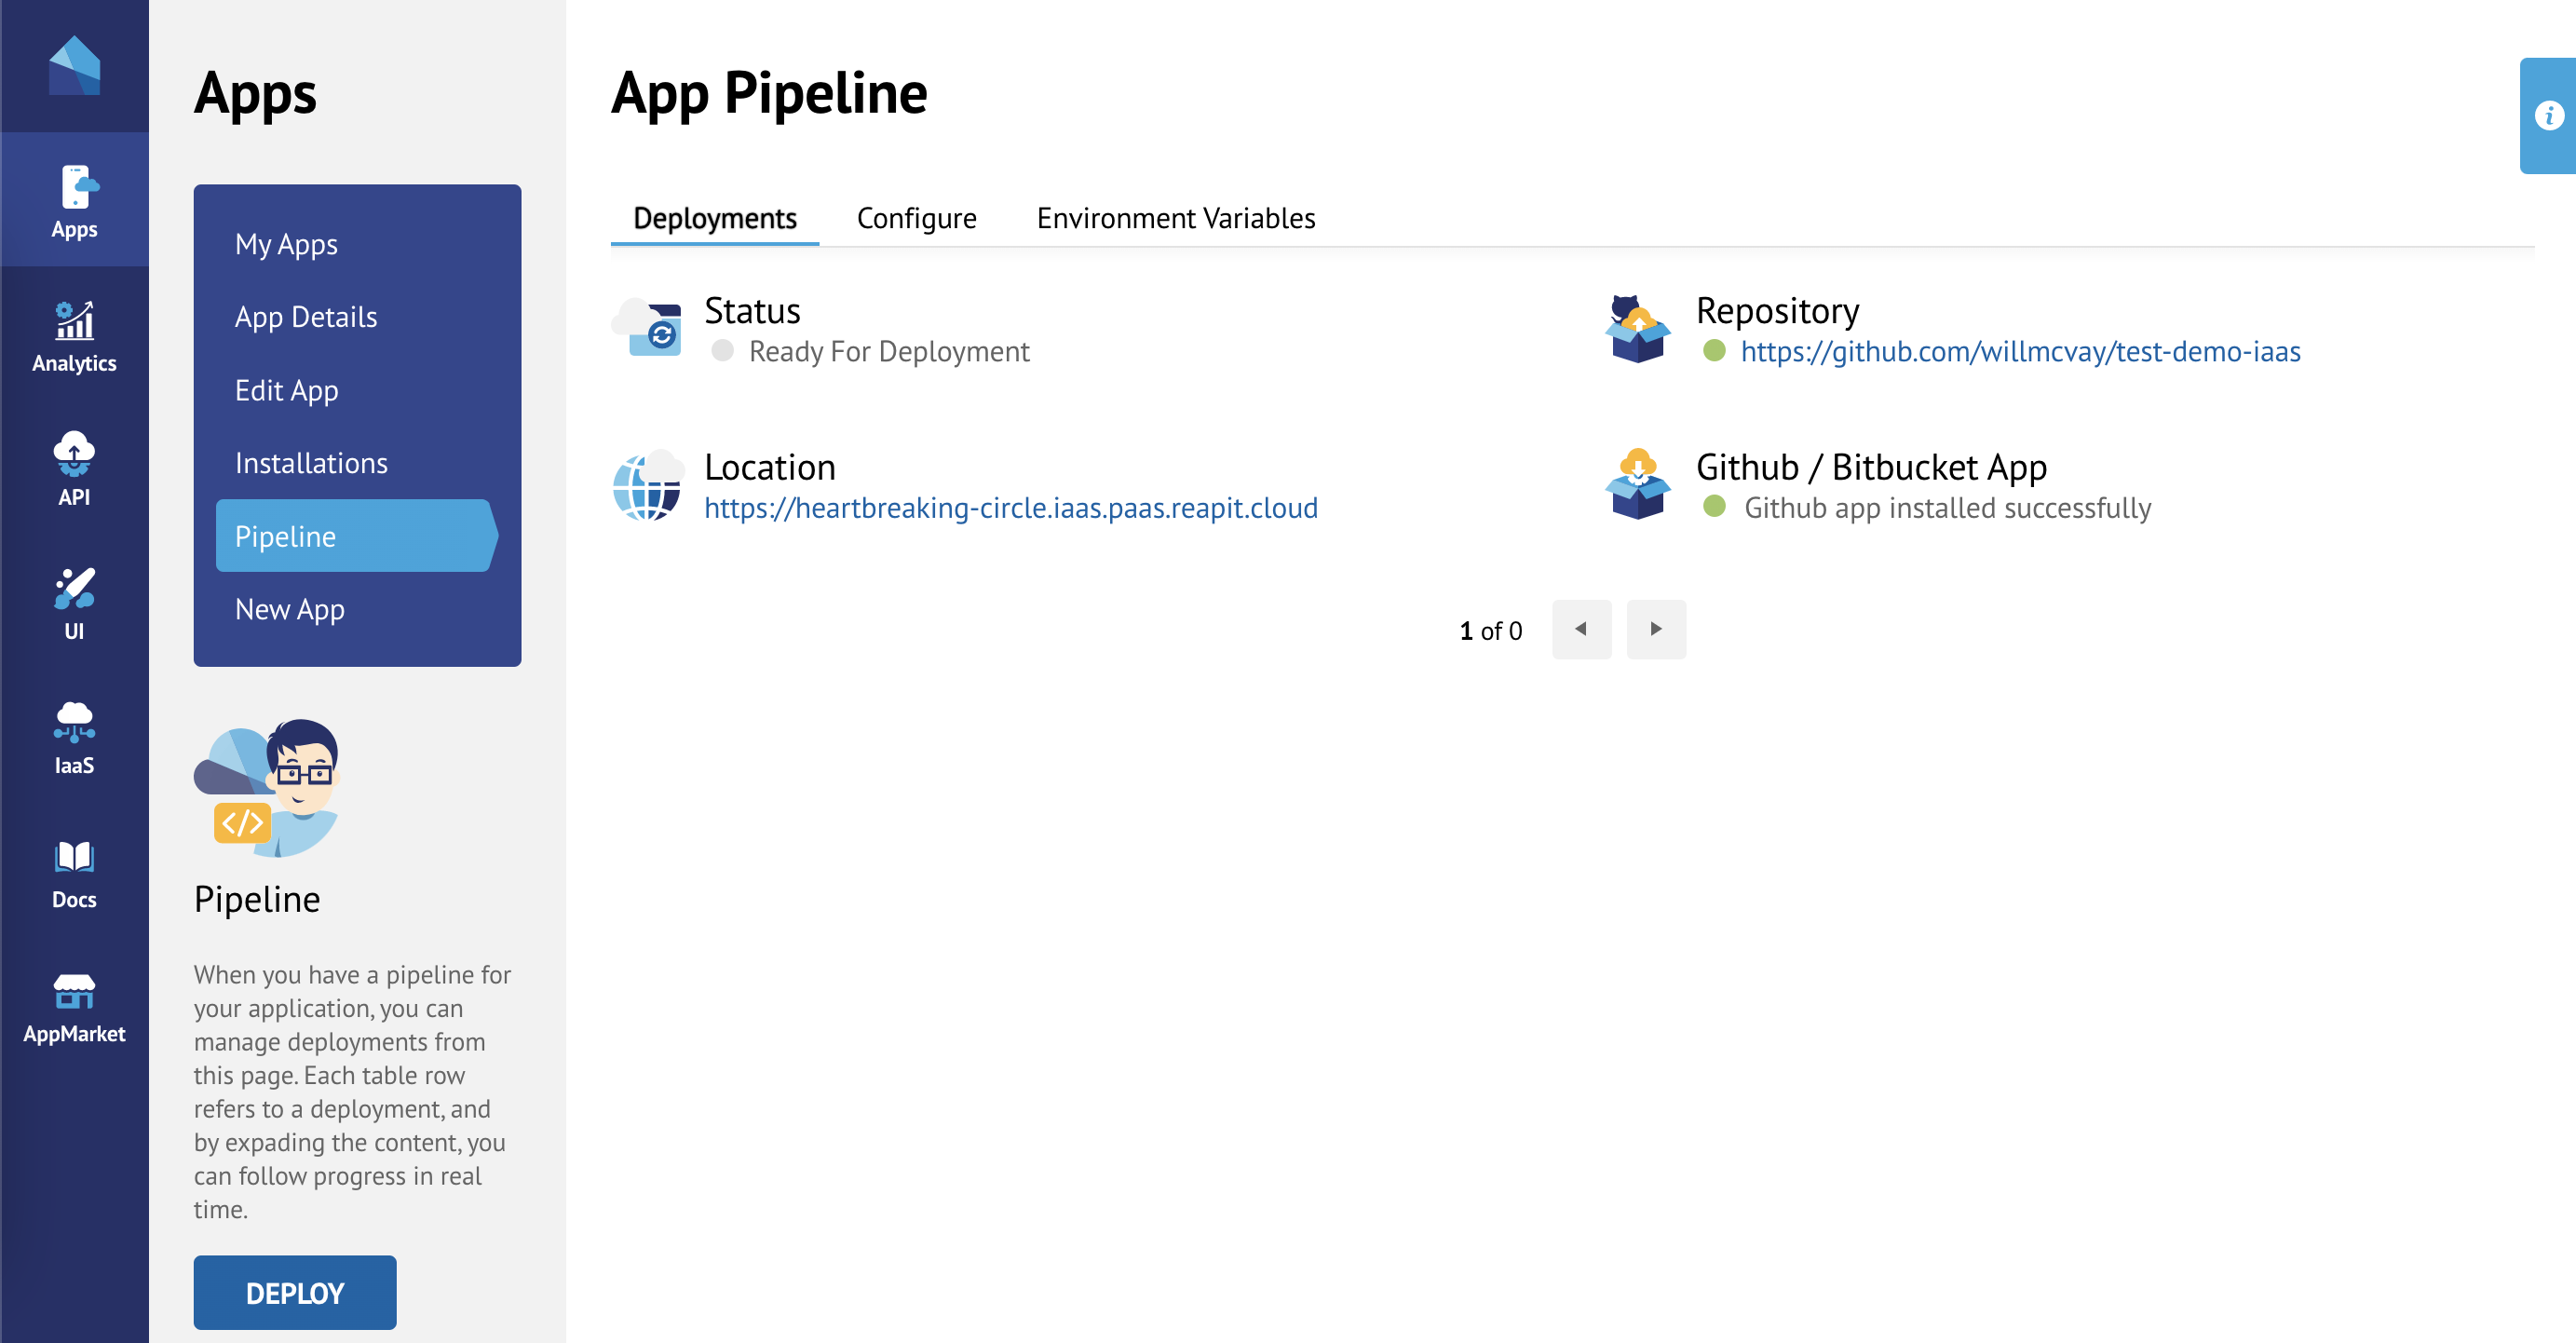 Apps
Analytics
API
UI
IaaS
Docs
AppMarket
Apps
My Apps
App Details
Edit App
Installations
Pipeline
New App
</>
Pipeline
When you have a pipeline for
your application, you can
manage deployments from
this page. Each table row
refers to a deployment, and
by expading the content, you
can follow progress in real
time.
DEPLOY
App Pipeline
Deployments Configure Environment Variables
Status
Ready For Deployment
Repository
https://github.com/willmcvay/test-demo-iaas
Location
https://heartbreaking-circle.iaas.paas.reapit.cloud
Github / Bitbucket App
Github app installed successfully
1 of 0
i